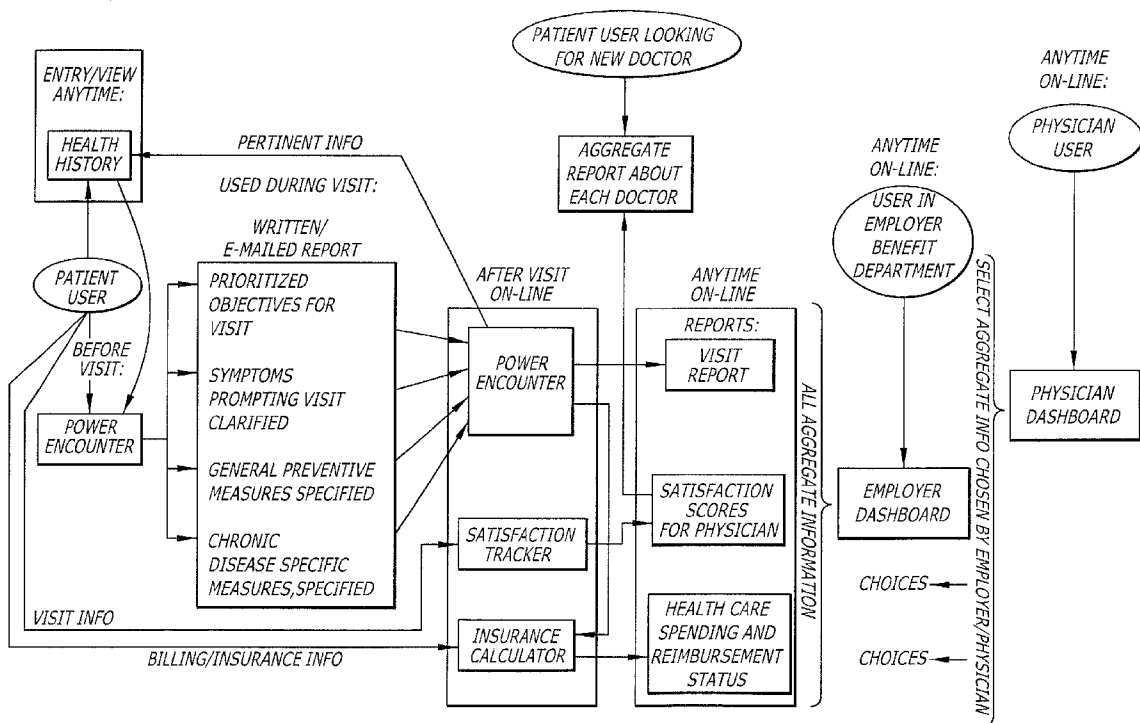 PATIENT USER LOOKING
FOR NEW DOCTOR
ENTRY/VIEW
ANYTIME:
HEALTH
HISTORY
PERTINENT INFO
USED DURING VISIT:
AGGREGATE
REPORT ABOUT
EACH DOCTOR
ANYTIME
ON-LINE:
USER IN
EMPLOYER
BENEFIT
DEPARTMENT
ANYTIME
ON-LINE:
PHYSICIAN
USER
PATIENT
USER
BEFORE
VISIT:
POWER
ENCOUNTER
WRITTEN/
E-MAILED REPORT
PRIORITIZED
OBJECTIVES FOR
VISIT
SYMPTOMS
PROMPTING VISIT
CLARIFIED
GENERAL PREVENTIVE
MEASURES SPECIFIED
CHRONIC
DISEASE SPECIFIC
MEASURES,SPECIFIED
AFTER VISIT
ON-LINE
POWER
ENCOUNTER
SATISFACTION
TRACKER
INSURANCE
CALCULATOR
ANYTIME
ON-LINE
REPORTS:
VISIT
REPORT
SATISFACTION
SCORES
FOR PHYSICIAN
HEALTH CARE
SPENDING AND
REIMBURSEMENT
STATUS
ALL AGGREGATE INFORMATION
EMPLOYER
DASHBOARD
CHOICES
CHOICES
SELECT AGGREGATE INFO CHOSEN BY EMPLOYER/PHYSICIAN
PHYSICIAN
DASHBOARD
VISIT INFO
BILLING/INSURANCE INFO